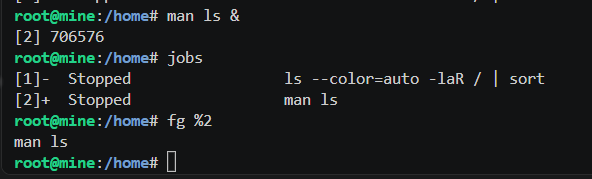 root@mine:/home# man ls &
[2] 706576
root@mine:/home# jobs
[1]-  Stopped                 ls --color=auto -laR / | sort
[2]+  Stopped                 man ls
root@mine:/home# fg %2
man ls
root@mine:/home#